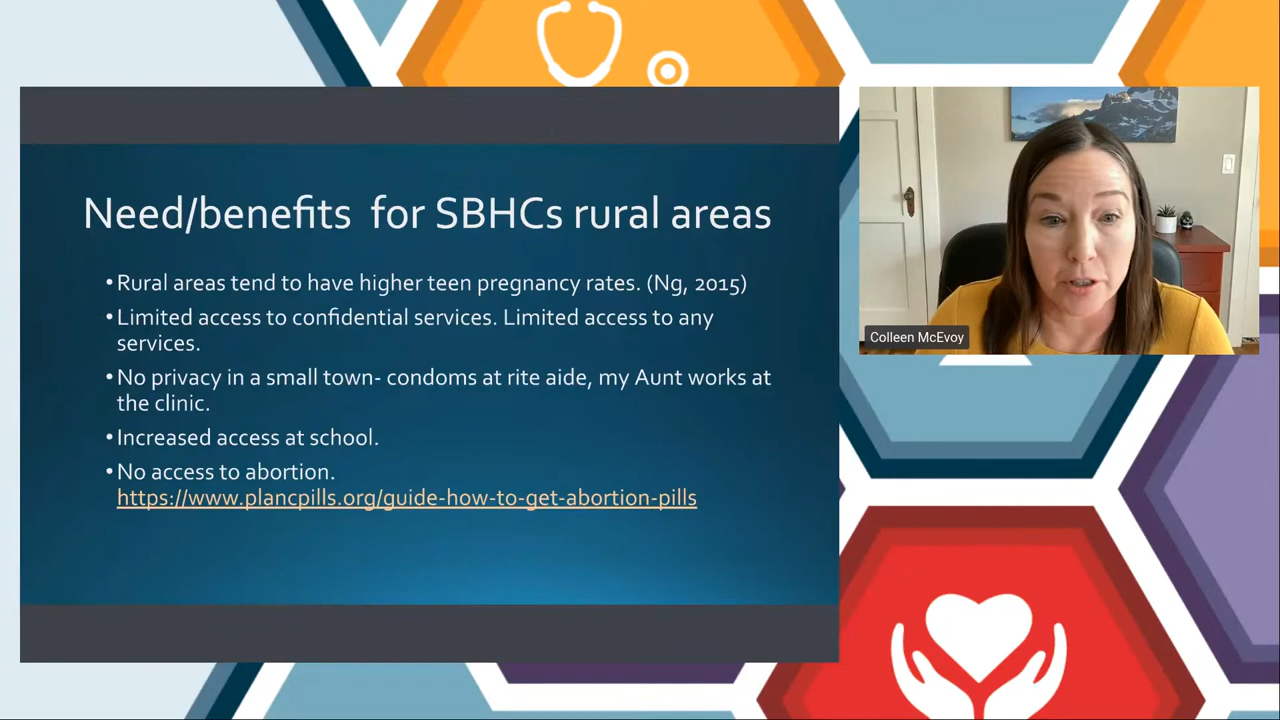 Need/benefits for SBHCs rural areas
•Rural areas tend to have higher teen pregnancy rates. (Ng, 2015)
•Limited access to confidential services. Limited access to any
services.
•No privacy in a small town- condoms at rite aide, my Aunt works at
the clinic.
•Increased access at school.
•No access to abortion.
https://www.plancpills.org/guide-how-to-get-abortion-pills
Colleen McEvoy